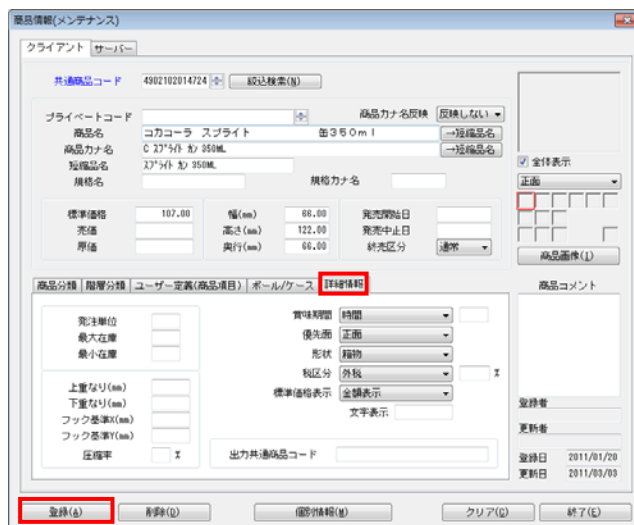 商品情報(メンテナンス)
クライアント サーバー
共通商品コード 4902102014724 絞込検索(N)
プライベートコード 商品カナ名反映 反映しない
商品名 コカコーラ スプライト 缶350ml →短縮品名
商品カナ名 C スプライト カン 350ML →短縮品名
短縮品名 スプライト カン 350ML
規格名 規格カナ名
全体表示
正面
標準価格 107.00 幅(mm) 66.00 発売開始日
売価 高さ(mm) 122.00 発売中止日
原価 奥行(mm) 66.00 終売区分 通常
商品画像(I)
商品分類 階層分類 ユーザー定義(商品項目) ボール/ケース 詳細情報
商品コメント
発注単位 賞味期間 時間
最大在庫 優先面 正面
最小在庫 形状 箱物
税区分 外税 %
上重なり(mm) 標準価格表示 金額表示
下重なり(mm) 文字表示
フック基準X(mm)
フック基準Y(mm)
圧縮率 % 出力共通商品コード
登録者
更新者
登録日 2011/01/20
更新日 2011/03/03
登録(A) 削除(D) 個別情報(M) クリア(C) 終了(E)